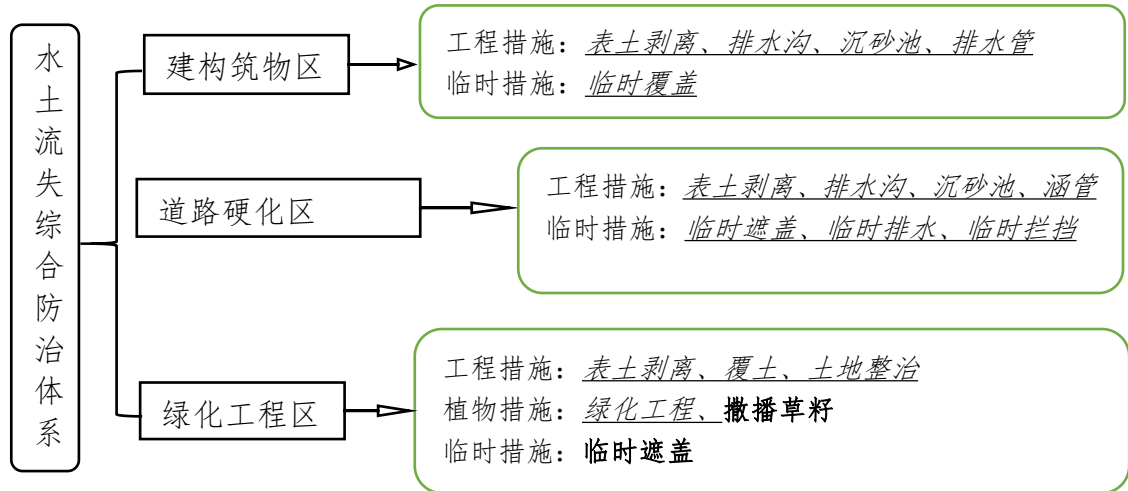 水土流失综合防治体系
建构筑物区
工程措施：表土剥离、排水沟、沉砂池、排水管
临时措施：临时覆盖
道路硬化区
工程措施：表土剥离、排水沟、沉砂池、涵管
临时措施：临时遮盖、临时排水、临时拦挡
绿化工程区
工程措施：表土剥离、覆土、土地整治
植物措施：绿化工程、撒播草籽
临时措施：临时遮盖